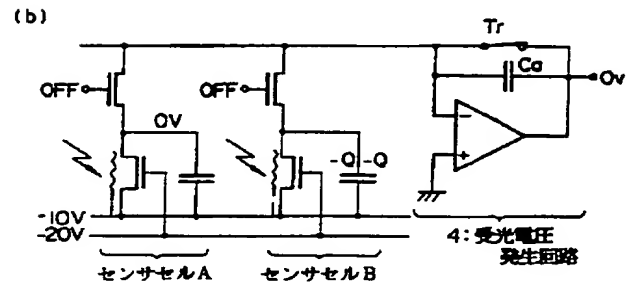 (b)
Tr
Ca
OFF
OFF
0v
0V
-Q
-Q
-
+
-10V
-20V
センサセルA
センサセルB
4:受光電圧
発生回路